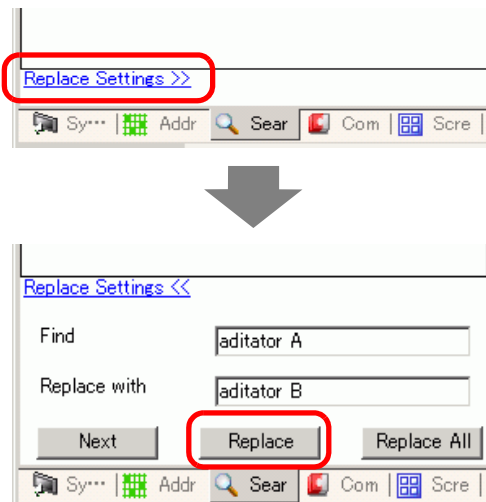 Replace Settings >>
Sy… Addr Sear Com Scre
Replace Settings <<
Find aditator A
Replace with aditator B
Next Replace Replace All
Sy… Addr Sear Com Scre